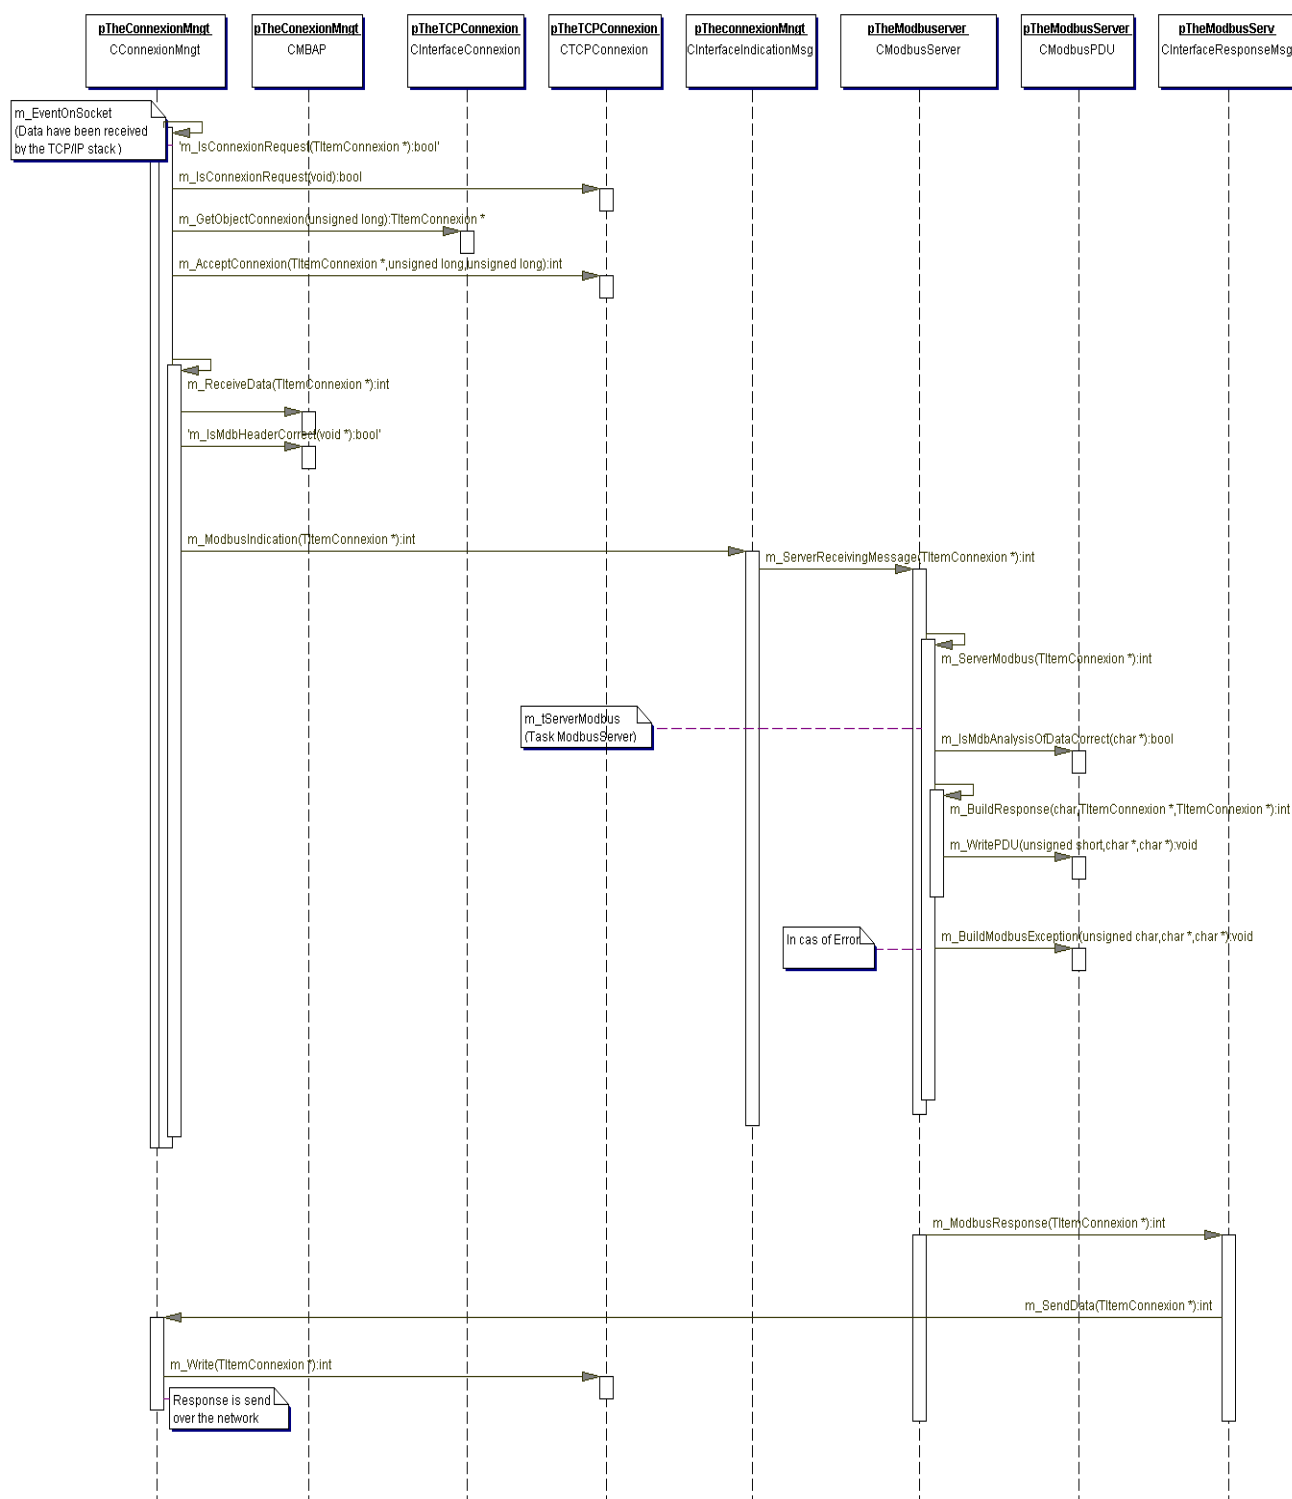 pTheConnexionMngt
CConnexionMngt
pTheConexionMngt
CMBAP
pTheTCPConnexion
CInterfaceConnexion
pTheTCPConnexion
CTCPConnexion
pTheconnexionMngt
CInterfaceIndicationMsg
pTheModbuserver
CModbusServer
pTheModbusServer
CModbusPDU
pTheModbusServ
CInterfaceResponseMsg
m_EventOnSocket
(Data have been received
by the TCP/IP stack )
'm_IsConnexionRequest(TItemConnexion *):bool'
m_IsConnexionRequest(void):bool
m_GetObjectConnexion(unsigned long):TItemConnexion *
m_AcceptConnexion(TItemConnexion *,unsigned long,unsigned long):int
m_ReceiveData(TItemConnexion *):int
'm_IsMdbHeaderCorrect(void *):bool'
m_ModbusIndication(TItemConnexion *):int
m_ServerReceivingMessage(TItemConnexion *):int
m_ServerModbus(TItemConnexion *):int
m_tServerModbus
(Task ModbusServer)
m_IsMdbAnalysisOfDataCorrect(char *):bool
m_BuildResponse(char,TItemConnexion *,TItemConnexion *):int
m_WritePDU(unsigned short,char *,char *):void
In cas of Error
m_BuildModbusException(unsigned char,char *,char *):void
m_ModbusResponse(TItemConnexion *):int
m_SendData(TItemConnexion *):int
m_Write(TItemConnexion *):int
Response is send
over the network